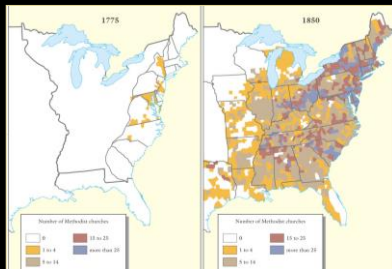 1775
1850
Number of Methodist churches
0
1 to 4
5 to 14
15 to 25
more than 25
Number of Methodist churches
0
1 to 4
5 to 14
15 to 25
more than 25